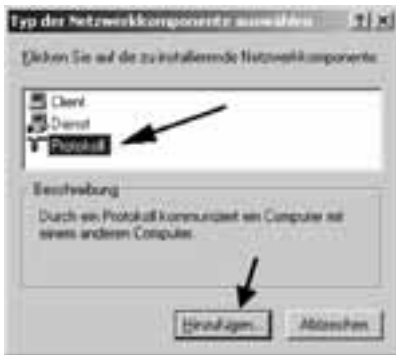 Typ der Netzwerkkomponente auswählen
Klicken Sie auf die zu installierende Netzwerkkomponente:
Client
Dienst
Protokoll
Beschreibung
Durch ein Protokoll kommuniziert ein Computer mit
einem anderen Computer.
Hinzufügen... Abbrechen